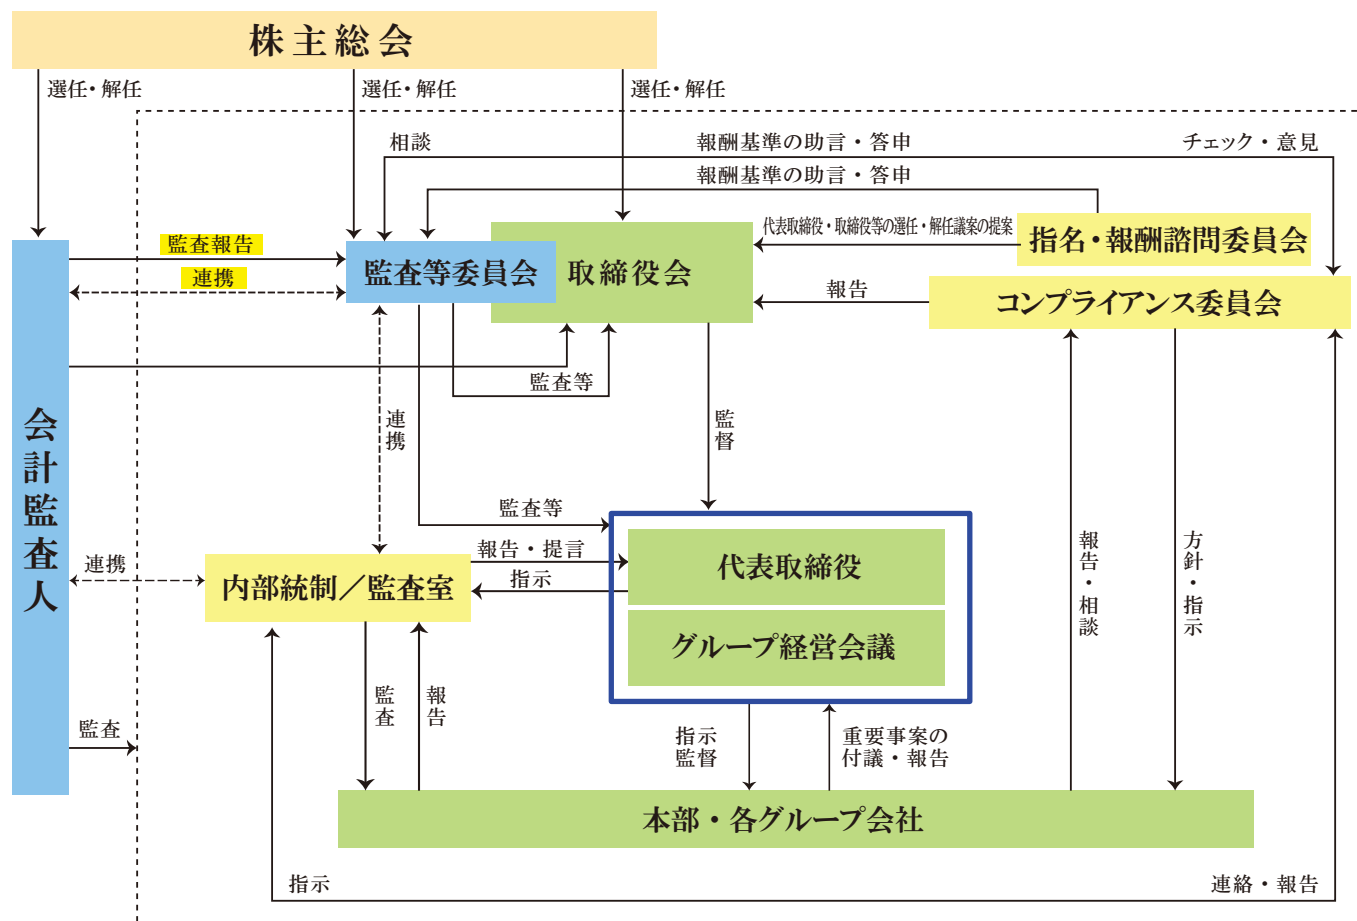 株主総会
選任・解任
選任・解任
選任・解任
相談
報酬基準の助言・答申
チェック・意見
報酬基準の助言・答申
代表取締役・取締役等の選任・解任議案の提案
指名・報酬諮問委員会
監査報告
監査等委員会
取締役会
連携
報告
コンプライアンス委員会
監査等
連携
監督
会計監査人
監査等
報告・提言
代表取締役
連携
内部統制／監査室
指示
報告・相談
方針・指示
グループ経営会議
監査
報告
監査
指示
監督
重要事案の
付議・報告
本部・各グループ会社
指示
連絡・報告